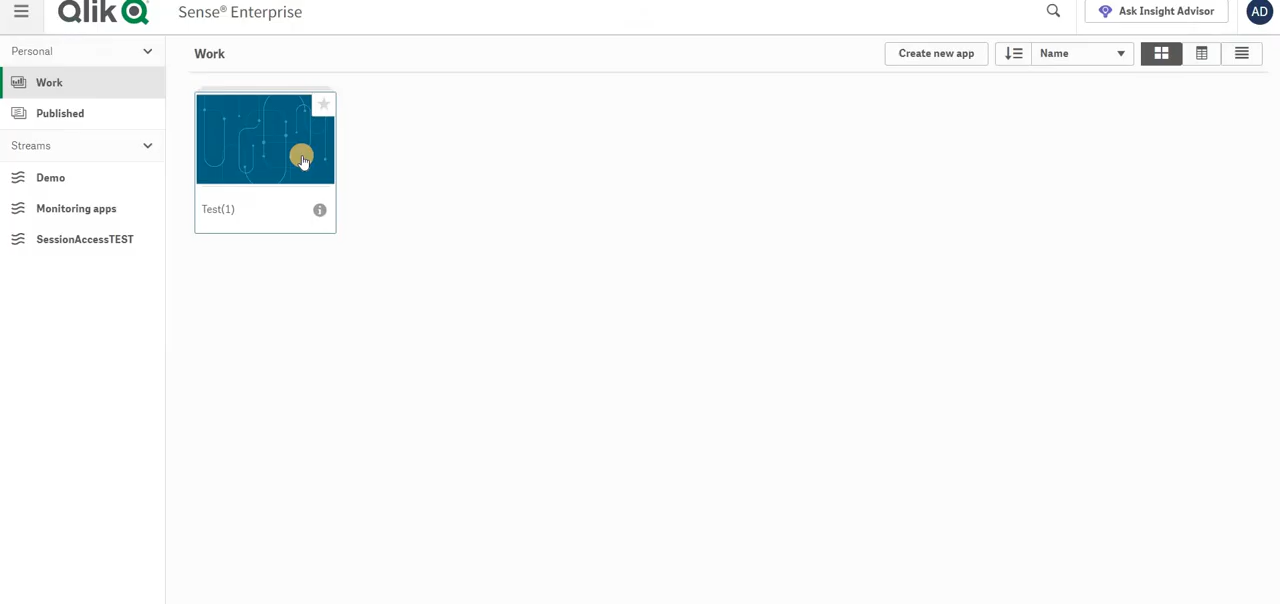 Qlik
Sense® Enterprise
Ask Insight Advisor
AD
Personal
Work
Create new app
Name
Work
Published
Streams
Demo
Monitoring apps
SessionAccessTEST
Test(1)